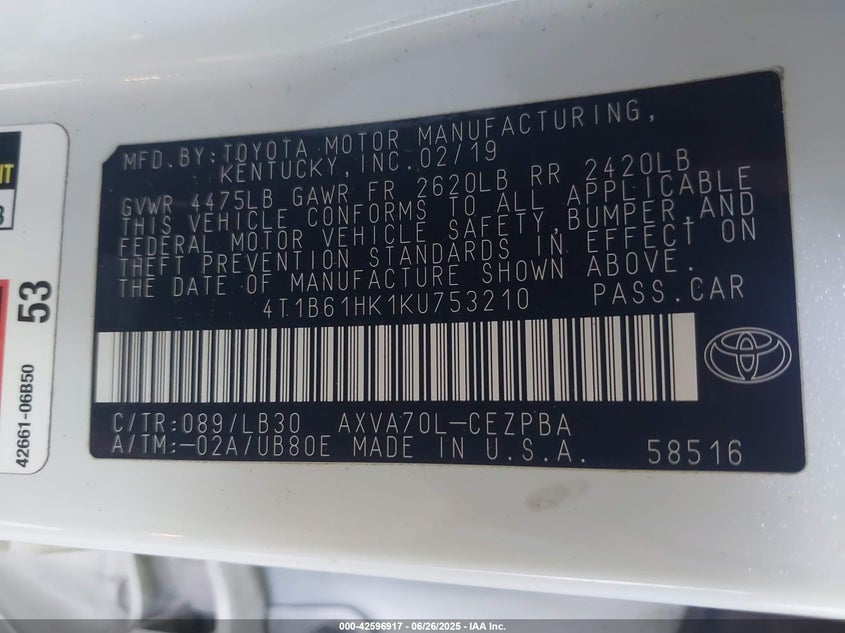 MFD.BY:TOYOTA MOTOR MANUFACTURING,
KENTUCKY,INC.02/19
GVWR 4475LB GAWR FR 2620LB RR 2420LB
THIS VEHICLE CONFORMS TO ALL APPLICABLE
FEDERAL MOTOR VEHICLE SAFETY,BUMPER,AND
THEFT PREVENTION STANDARDS IN EFFECT ON
THE DATE OF MANUFACTURE SHOWN ABOVE.
4T1B61HK1KU753210 PASS.CAR
C/TR:089/LB30 AXVA70L-CEZPBA
A/TM:-02A/UB80E MADE IN U.S.A. 58516
53
42661-06B50
000-42596917 - 06/26/2025 - IAA Inc.